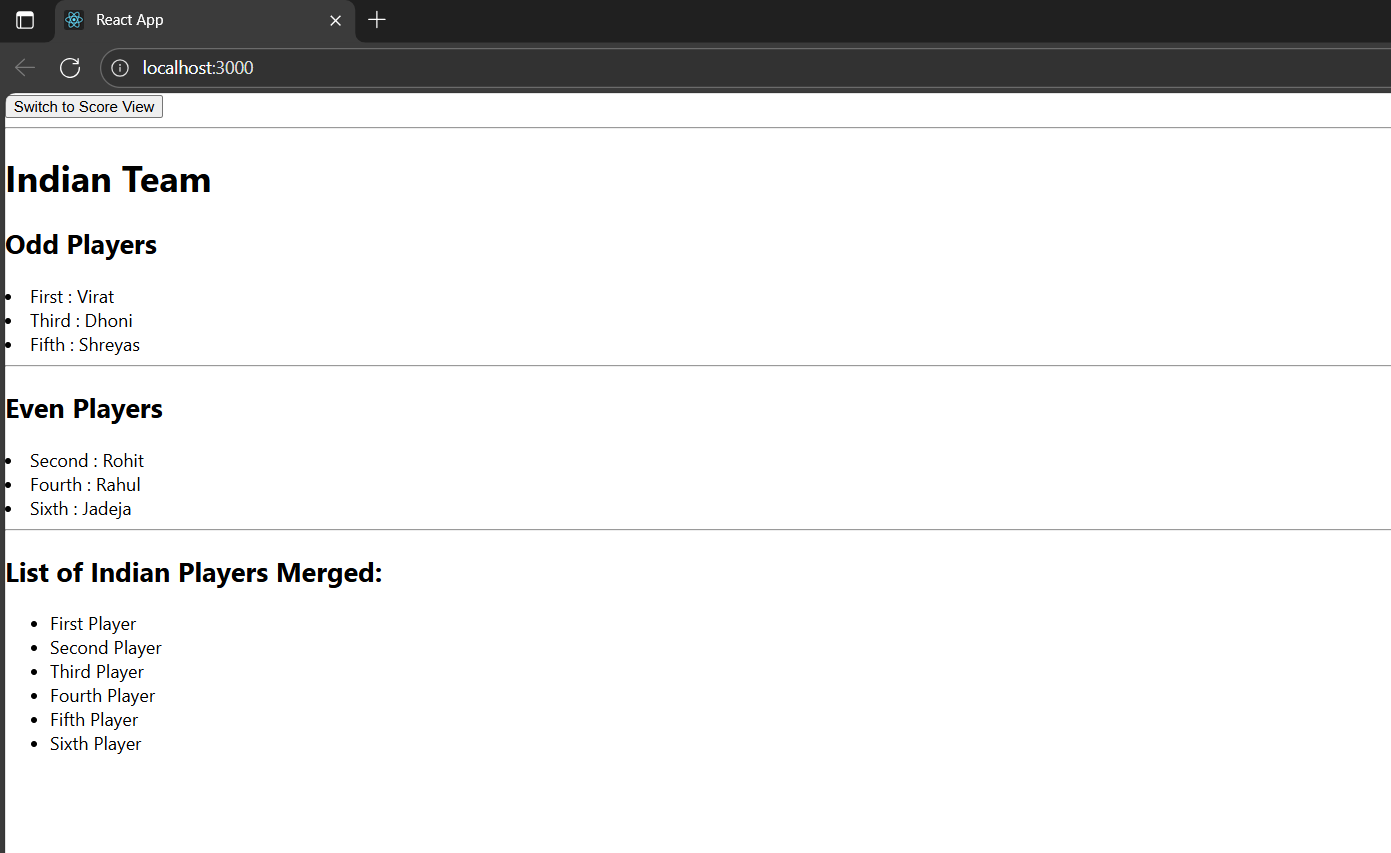 React App
localhost:3000
Switch to Score View
Indian Team
Odd Players
First : Virat
Third : Dhoni
Fifth : Shreyas
Even Players
Second : Rohit
Fourth : Rahul
Sixth : Jadeja
List of Indian Players Merged:
First Player
Second Player
Third Player
Fourth Player
Fifth Player
Sixth Player